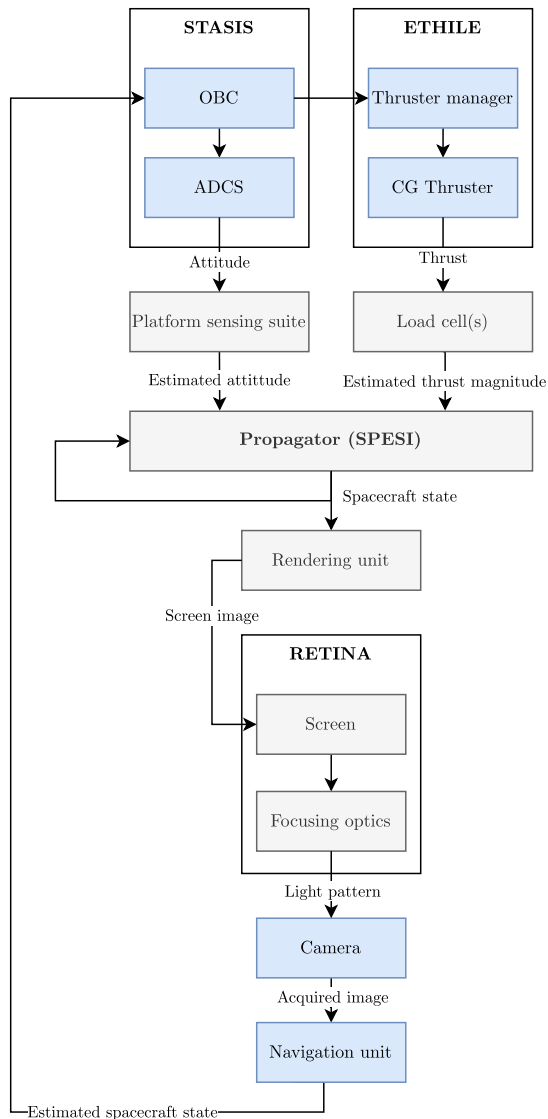 STASIS
ETHILE
OBC
Thruster manager
ADCS
CG Thruster
Attitude
Thrust
Platform sensing suite
Load cell(s)
Estimated attittude
Estimated thrust magnitude
Propagator (SPESI)
Spacecraft state
Rendering unit
Screen image
RETINA
Screen
Focusing optics
Light pattern
Camera
Acquired image
Navigation unit
Estimated spacecraft state